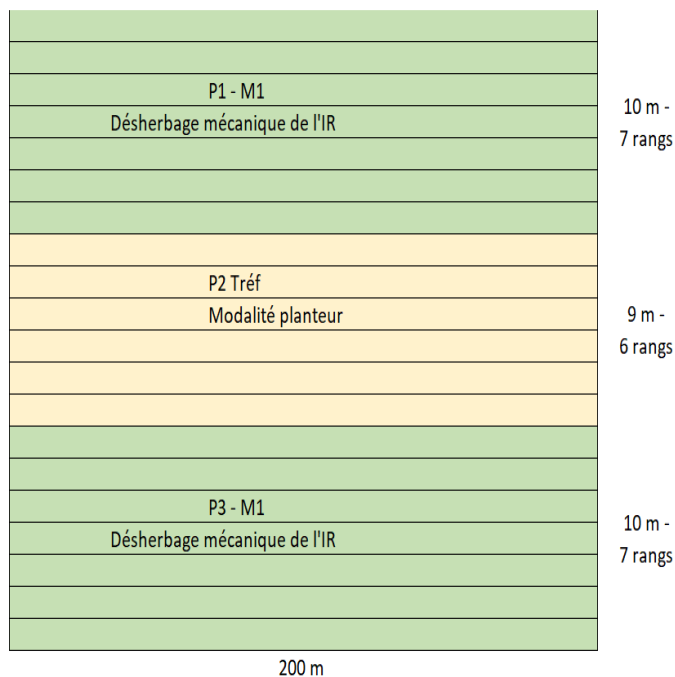 P1 - M1
Désherbage mécanique de l'IR
10 m -
7 rangs
P2 Tréf
Modalité planteur
9 m -
6 rangs
P3 - M1
Désherbage mécanique de l'IR
10 m -
7 rangs
200 m